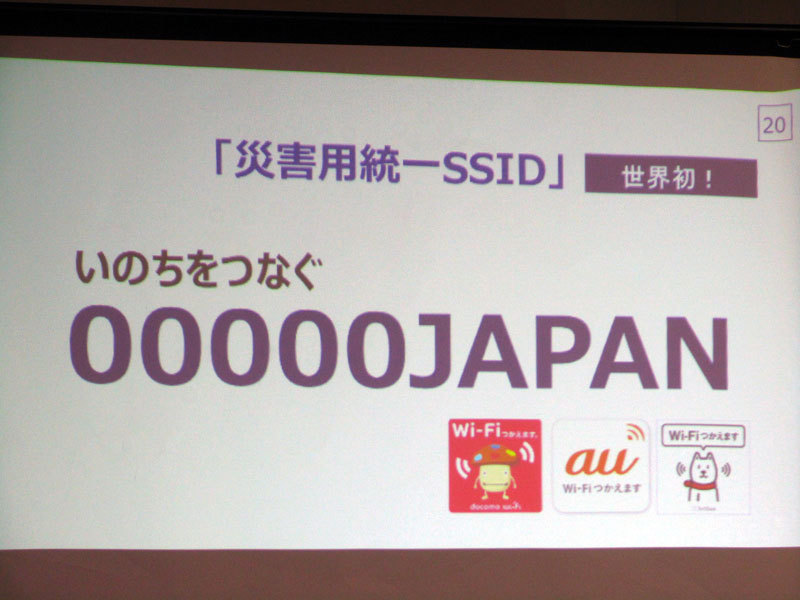 20
「災害用統一SSID」 世界初！
いのちをつなぐ
00000JAPAN
Wi-Fiつかえます。
docomo Wi-Fi
au
Wi-Fiつかえます
Wi-Fiつかえます